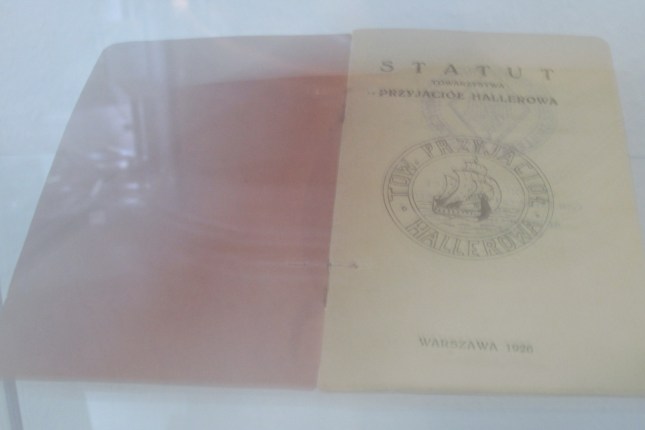 STATUT
TOWARZYSTWA
PRZYJACIÓŁ HALLEROWA
TOW. PRZYJACIÓŁ
HALLEROWA
WARSZAWA 1926